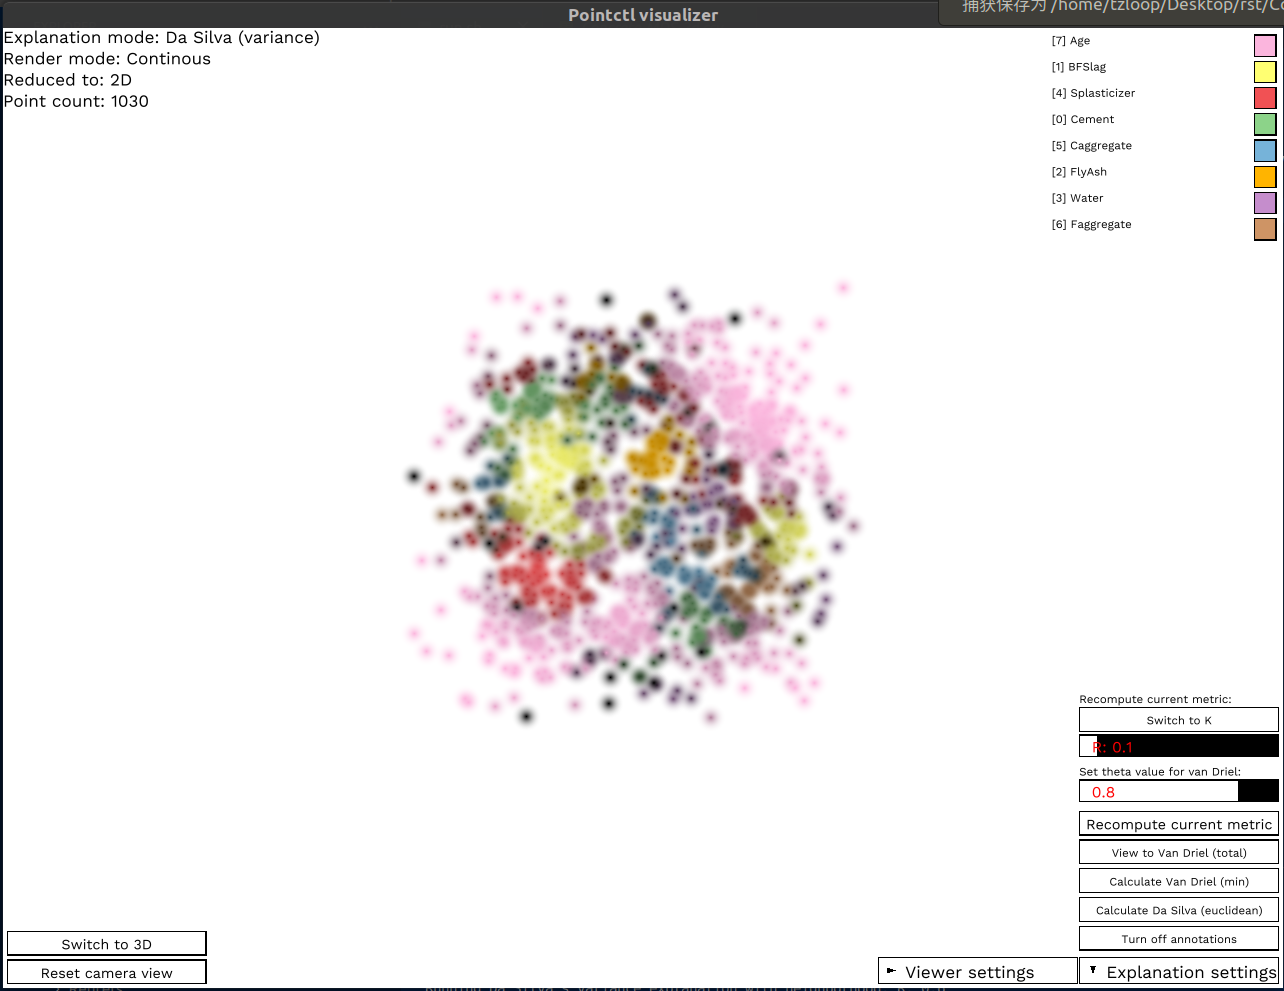 Pointctl visualizer
捕获保存为 /home/tzloop/Desktop/rst/Co
Explanation mode: Da Silva (variance)
Render mode: Continous
Reduced to: 2D
Point count: 1030
[7] Age
[1] BFSlag
[4] Splasticizer
[0] Cement
[5] Caggregate
[2] FlyAsh
[3] Water
[6] Faggregate
Recompute current metric:
Switch to K
R: 0.1
Set theta value for van Driel:
0.8
Recompute current metric
View to Van Driel (total)
Calculate Van Driel (min)
Calculate Da Silva (euclidean)
Turn off annotations
Switch to 3D
Reset camera view
Viewer settings
Explanation settings